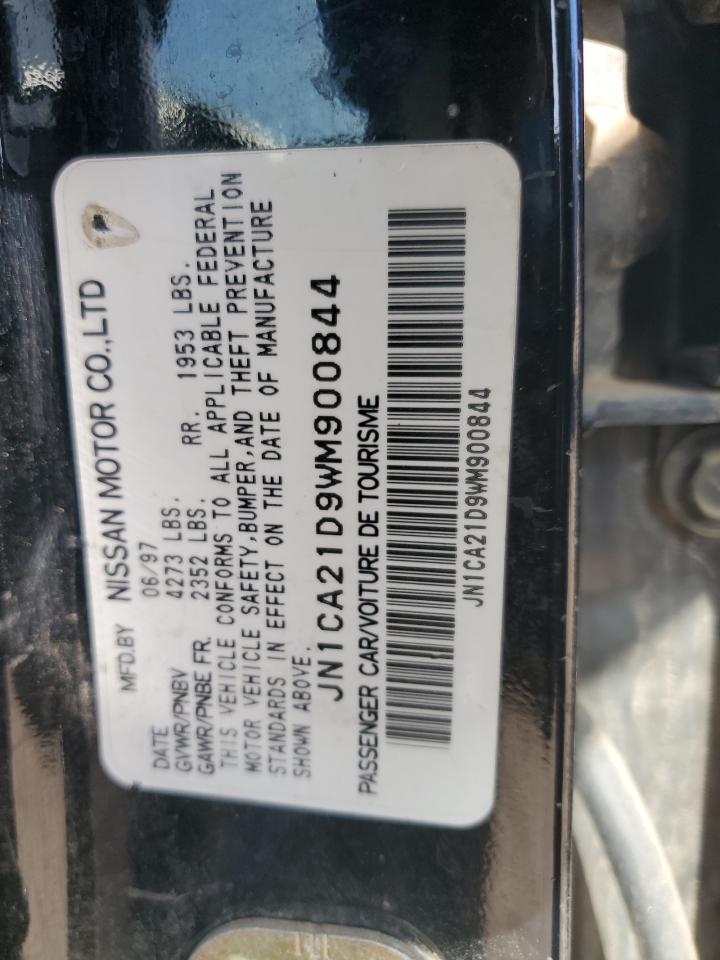 MFD.BY NISSAN MOTOR CO.,LTD
DATE 06/97
GVWR/PNBV 4273 LBS.
GAWR/PNBE FR. 2352 LBS. RR. 1953 LBS.
THIS VEHICLE CONFORMS TO ALL APPLICABLE FEDERAL
MOTOR VEHICLE SAFETY,BUMPER,AND THEFT PREVENTION
STANDARDS IN EFFECT ON THE DATE OF MANUFACTURE
SHOWN ABOVE.
JN1CA21D9WM900844
PASSENGER CAR/VOITURE DE TOURISME
JN1CA21D9WM900844